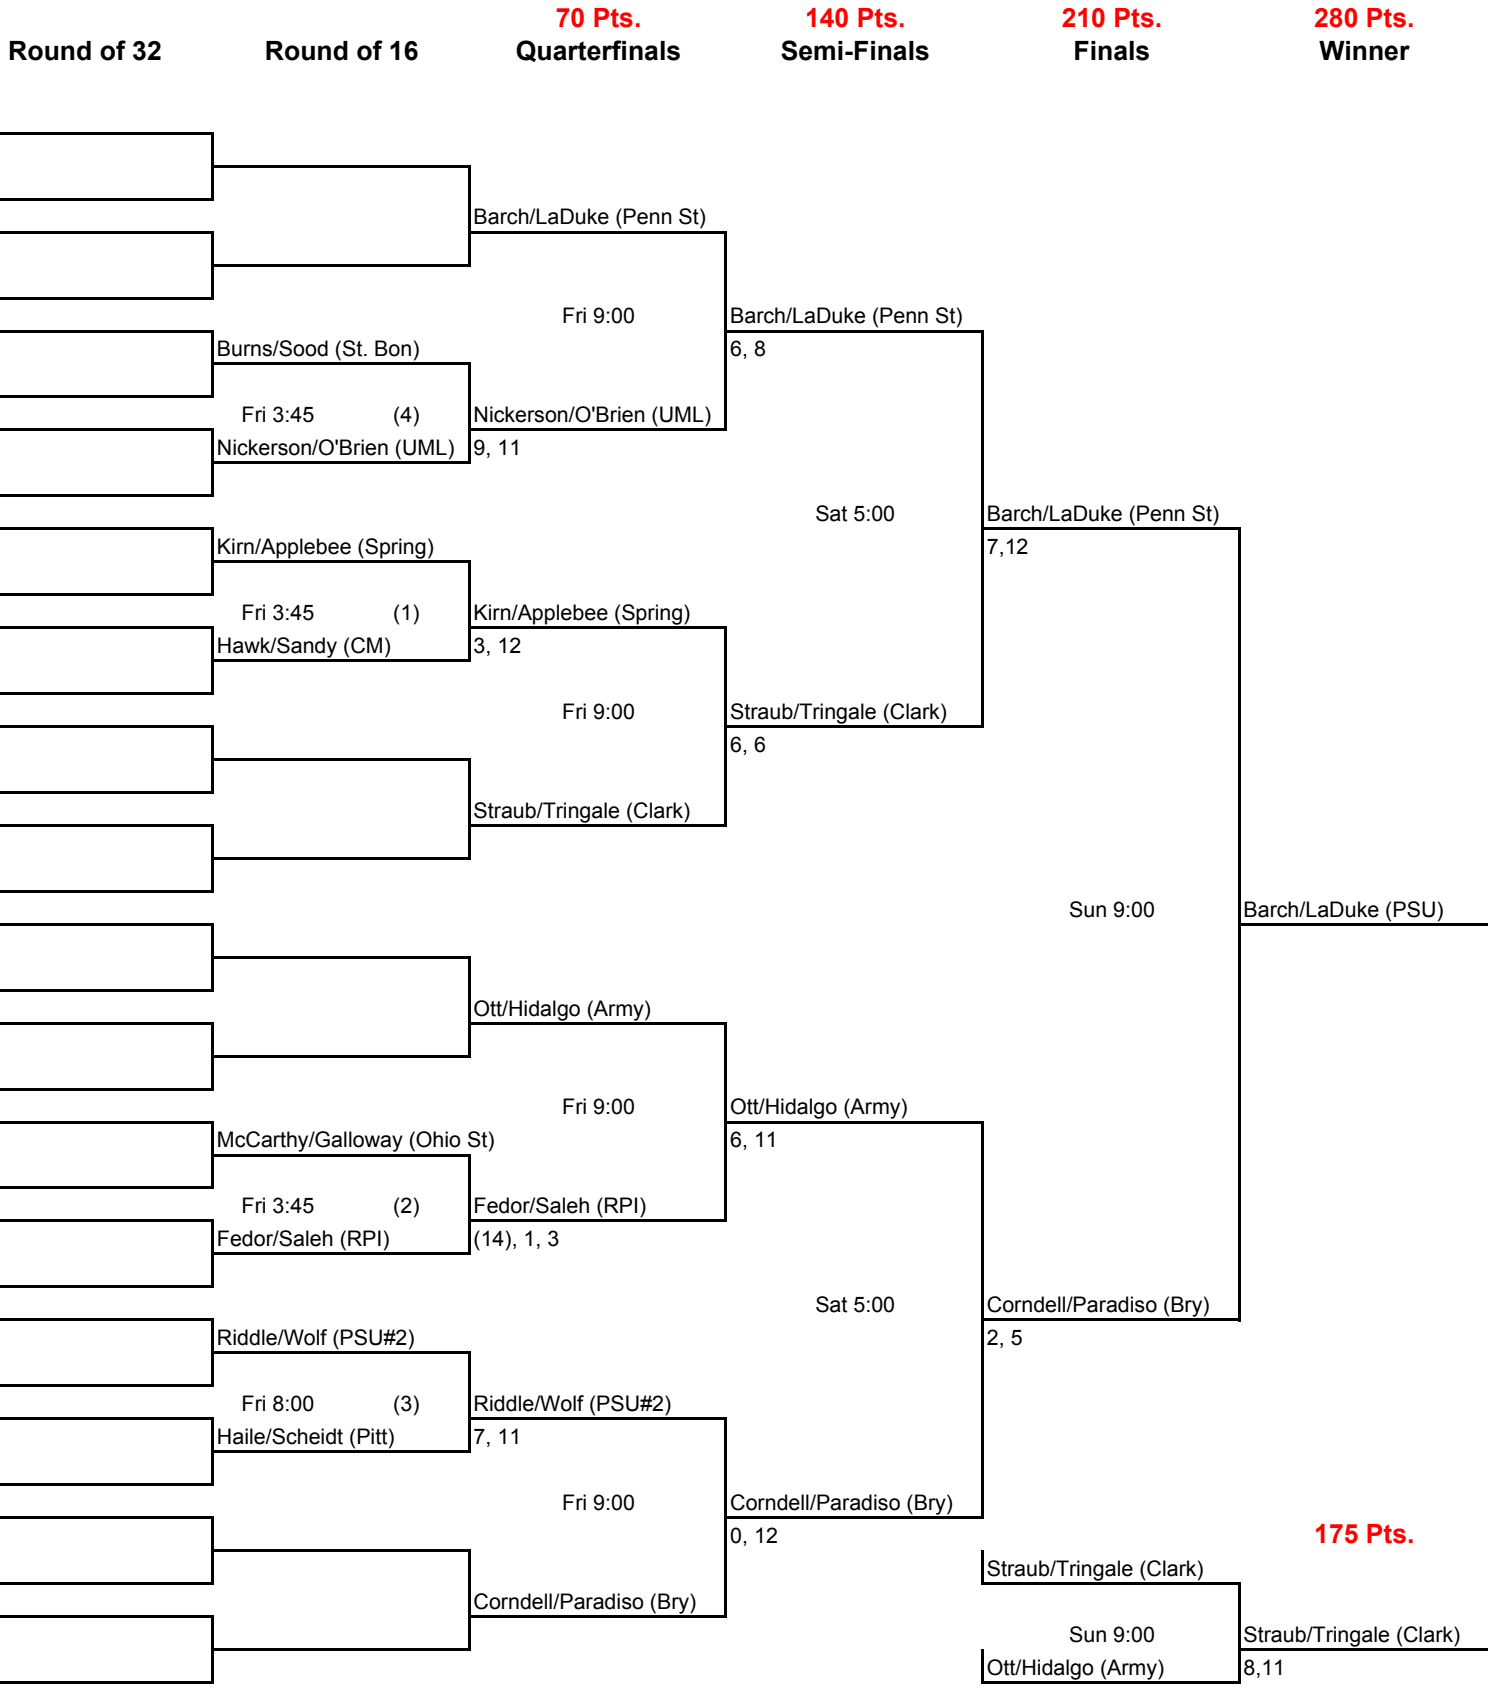 70 Pts. 140 Pts. 210 Pts. 280 Pts.
Round of 32 Round of 16 Quarterfinals Semi-Finals Finals Winner
Barch/LaDuke (Penn St)
Fri 9:00 Barch/LaDuke (Penn St)
Burns/Sood (St. Bon) 6, 8
Fri 3:45 (4) Nickerson/O'Brien (UML)
Nickerson/O'Brien (UML) 9, 11
Sat 5:00 Barch/LaDuke (Penn St)
Kirn/Applebee (Spring) 7,12
Fri 3:45 (1) Kirn/Applebee (Spring)
Hawk/Sandy (CM) 3, 12
Fri 9:00 Straub/Tringale (Clark)
6, 6
Straub/Tringale (Clark)
Sun 9:00 Barch/LaDuke (PSU)
Ott/Hidalgo (Army)
Fri 9:00 Ott/Hidalgo (Army)
McCarthy/Galloway (Ohio St) 6, 11
Fri 3:45 (2) Fedor/Saleh (RPI)
Fedor/Saleh (RPI) (14), 1, 3
Sat 5:00 Corndell/Paradiso (Bry)
Riddle/Wolf (PSU#2) 2, 5
Fri 8:00 (3) Riddle/Wolf (PSU#2)
Haile/Scheidt (Pitt) 7, 11
Fri 9:00 Corndell/Paradiso (Bry)
0, 12 175 Pts.
Straub/Tringale (Clark)
Corndell/Paradiso (Bry)
Sun 9:00 Straub/Tringale (Clark)
Ott/Hidalgo (Army) 8,11